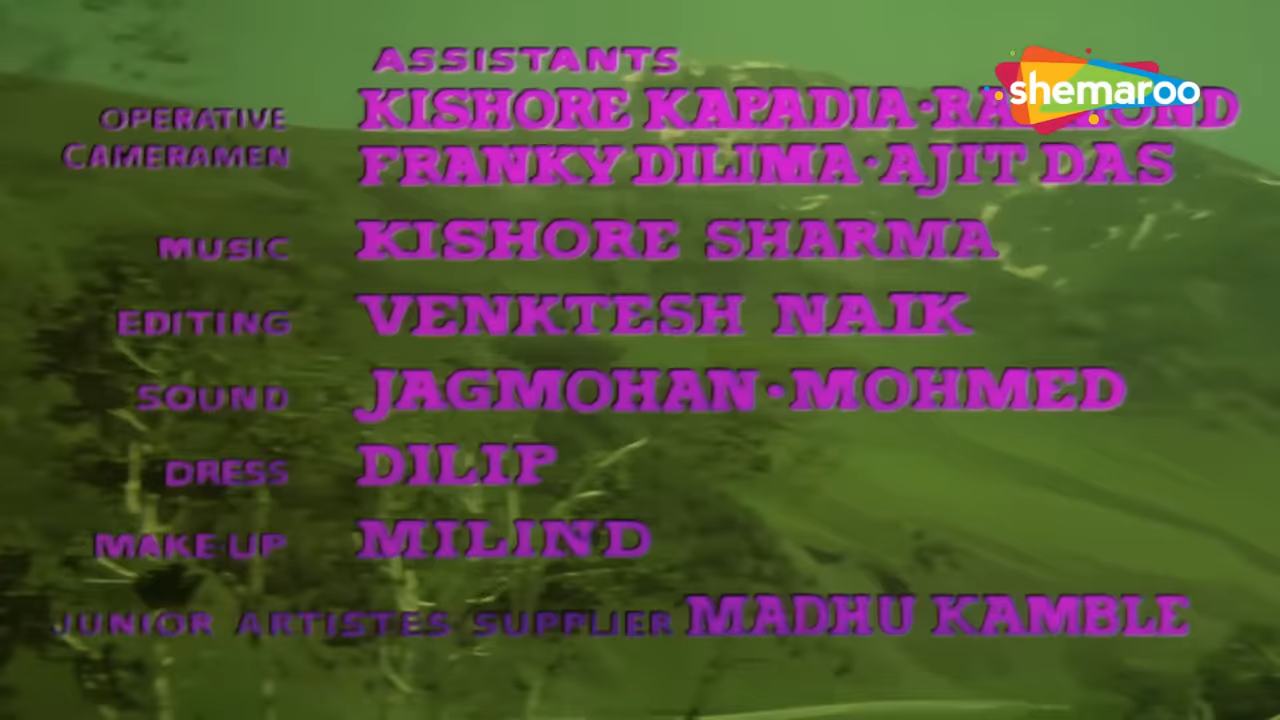 ASSISTANTS
OPERATIVE CAMERAMEN KISHORE KAPADIA·
FRANKY DILIMA·AJIT DAS
MUSIC KISHORE SHARMA
EDITING VENKTESH NAIK
SOUND JAGMOHAN·MOHMED
DRESS DILIP
MAKE-UP MILIND
JUNIOR ARTISTES SUPPLIER MADHU KAMBLE
shemaroo